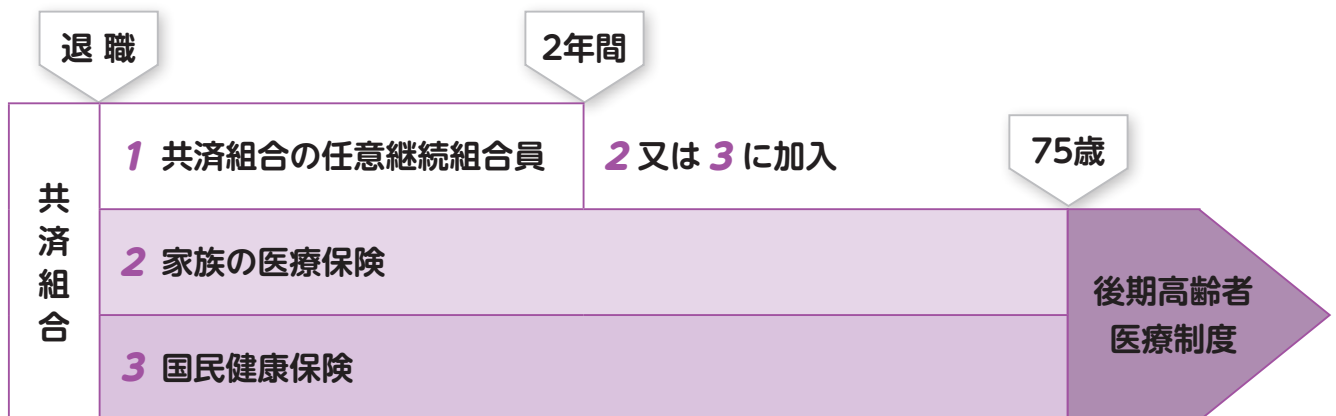 退職
2年間
共済組合
1 共済組合の任意継続組合員
2 又は 3 に加入
75歳
2 家族の医療保険
3 国民健康保険
後期高齢者
医療制度